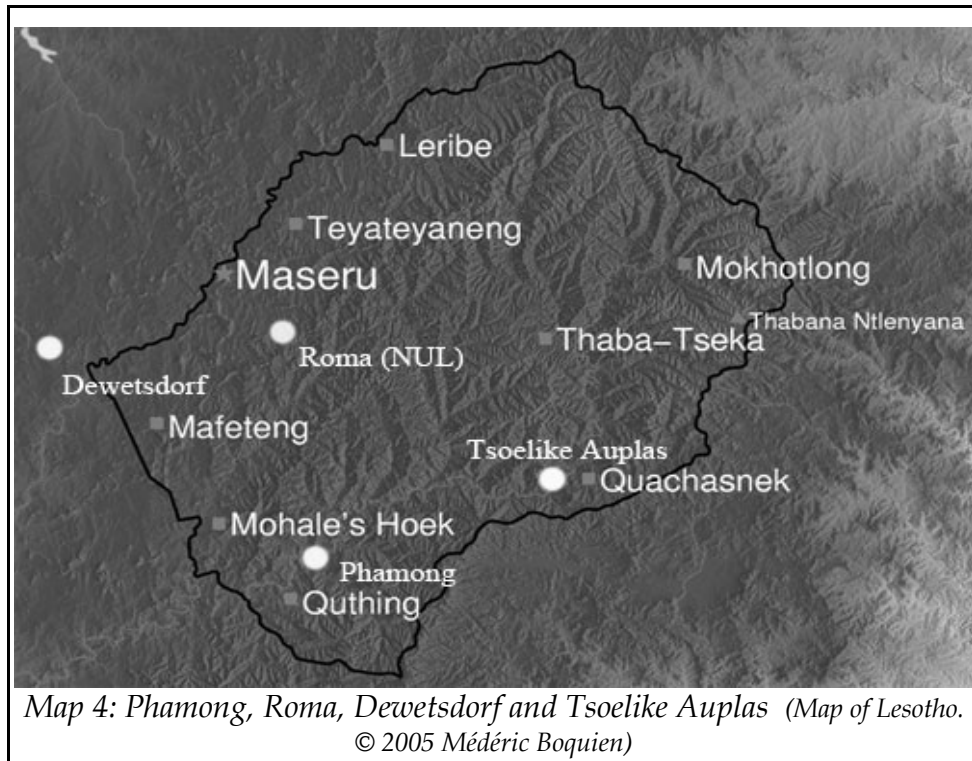 Leribe
Teyateyaneng
Maseru
Mokhotlong
Thabana Ntlenyana
Roma (NUL)
Thaba-Tseka
Dewetsdorf
Mafeteng
Tsoelike Auplas
Quachasnek
Mohale's Hoek
Phamong
Quthing
Map 4: Phamong, Roma, Dewetsdorf and Tsoelike Auplas (Map of Lesotho.
© 2005 Médéric Boquien)